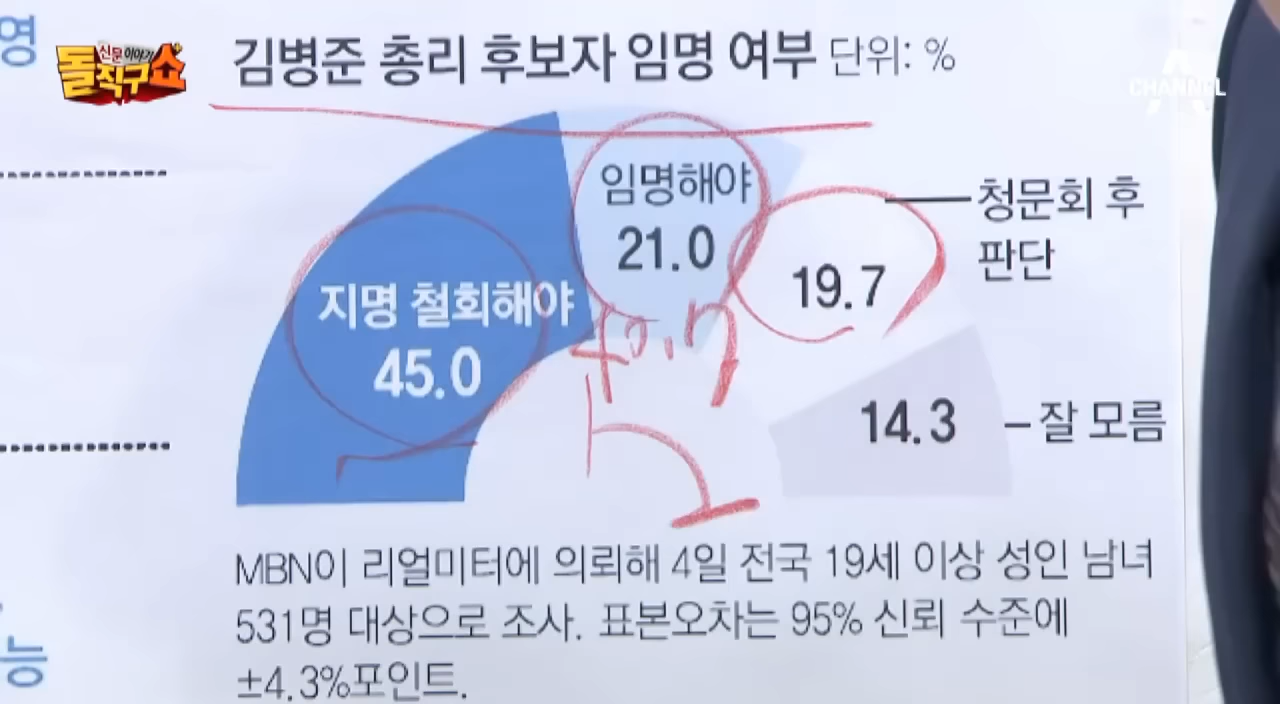 영
신문이야기
돌직구쇼
김병준 총리 후보자 임명 여부 단위: %
CHANNEL A
임명해야
21.0
청문회 후
판단
19.7
지명 철회해야
45.0
40.7
14.3
잘 모름
MBN이 리얼미터에 의뢰해 4일 전국 19세 이상 성인 남녀
531명 대상으로 조사. 표본오차는 95% 신뢰 수준에
±4.3%포인트.
능